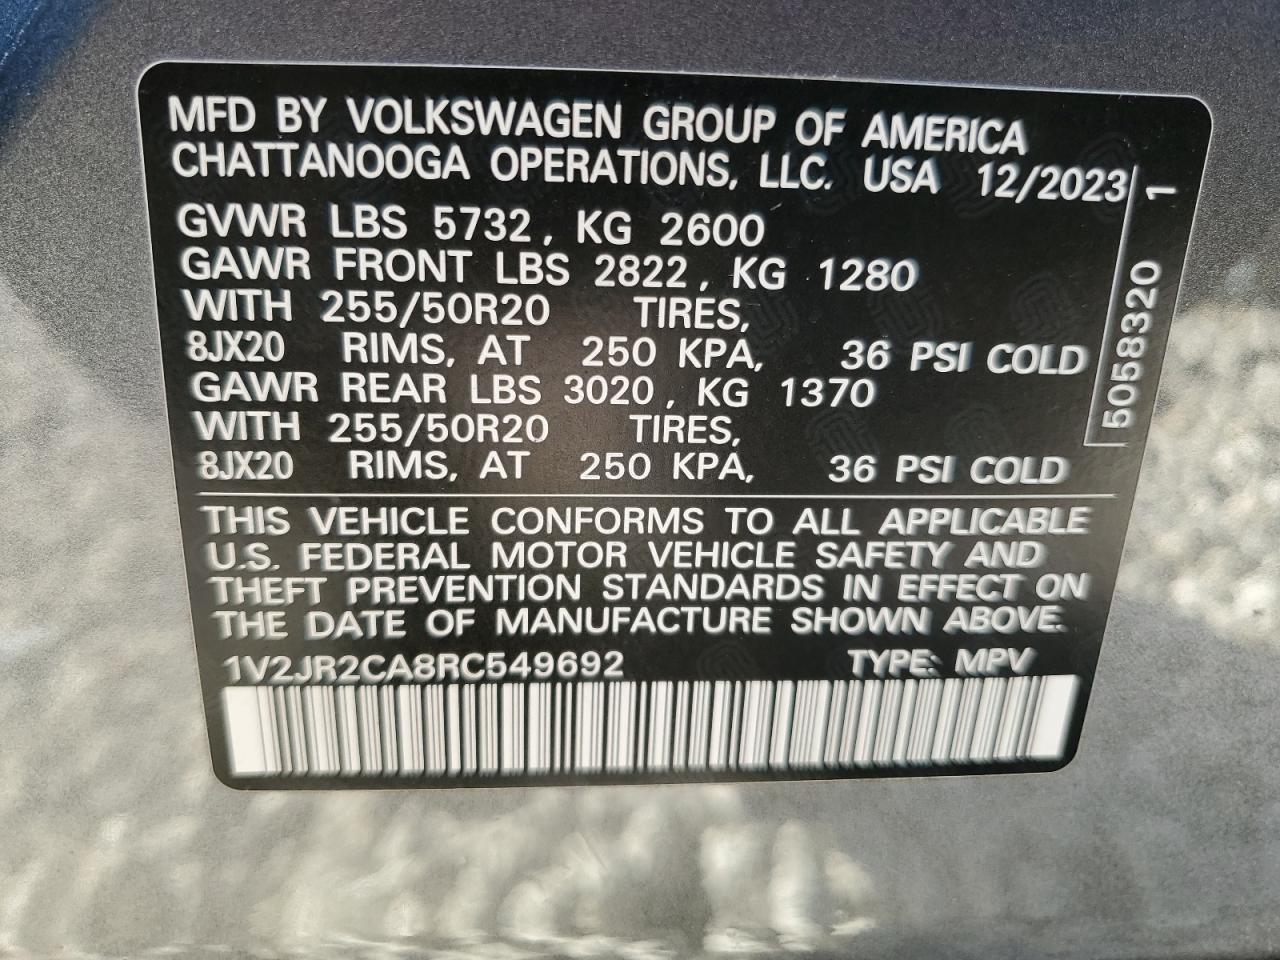 MFD BY VOLKSWAGEN GROUP OF AMERICA
CHATTANOOGA OPERATIONS, LLC. USA 12/2023
GVWR LBS 5732, KG 2600
GAWR FRONT LBS 2822, KG 1280
WITH 255/50R20 TIRES,
8JX20 RIMS, AT 250 KPA, 36 PSI COLD
GAWR REAR LBS 3020, KG 1370
WITH 255/50R20 TIRES,
8JX20 RIMS, AT 250 KPA, 36 PSI COLD
5058320 1
THIS VEHICLE CONFORMS TO ALL APPLICABLE
U.S. FEDERAL MOTOR VEHICLE SAFETY AND
THEFT PREVENTION STANDARDS IN EFFECT ON
THE DATE OF MANUFACTURE SHOWN ABOVE.
1V2JR2CA8RC549692 TYPE: MPV